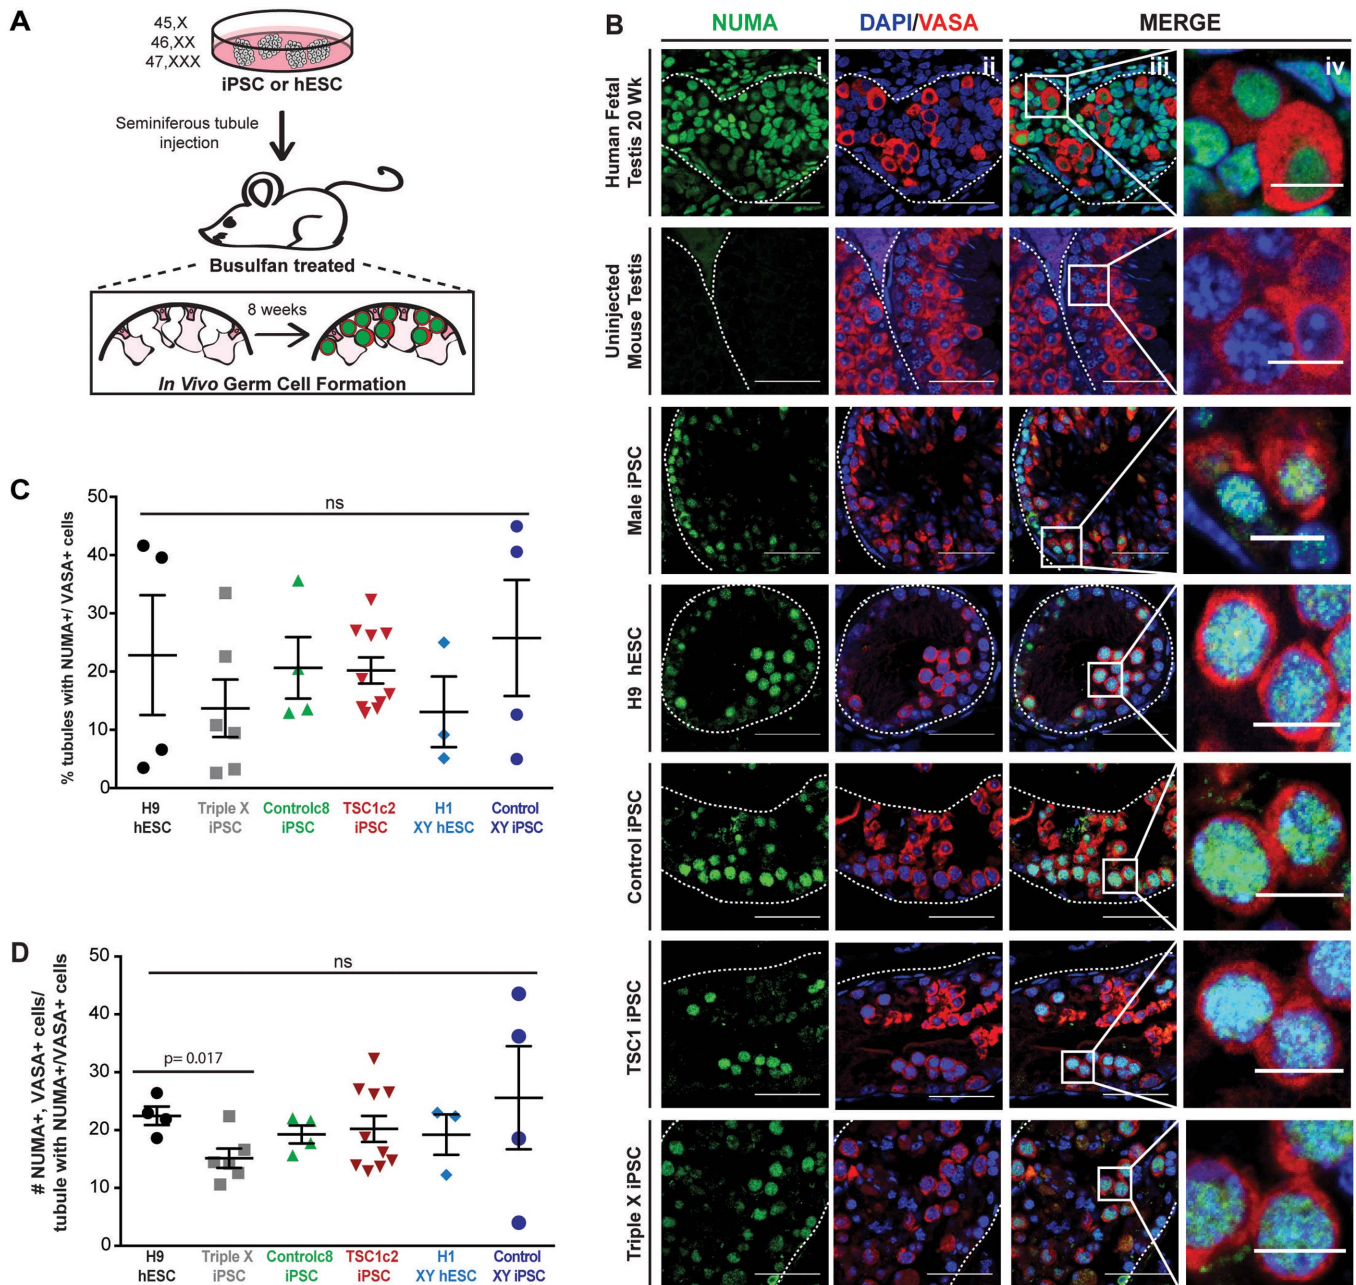 A
45,X
46,XX
47,XXX
iPSC or hESC
Seminiferous tubule
injection
Busulfan treated
8 weeks
In Vivo Germ Cell Formation
B
NUMA
DAPI/VASA
MERGE
i
ii
iii
iv
Human Fetal
Testis 20 Wk
Uninjected
Mouse Testis
Male iPSC
H9 hESC
Control iPSC
TSC1 iPSC
Triple X iPSC
C
% tubules with NUMA+/ VASA+ cells
50
40
30
20
10
0
ns
H9
hESC
Triple X
iPSC
Controlc8
iPSC
TSC1c2
iPSC
H1
XY hESC
Control
XY iPSC
D
# NUMA+, VASA+ cells/
tubule with NUMA+/VASA+ cells
50
40
30
20
10
0
ns
p= 0.017
H9
hESC
Triple X
iPSC
Controlc8
iPSC
TSC1c2
iPSC
H1
XY hESC
Control
XY iPSC